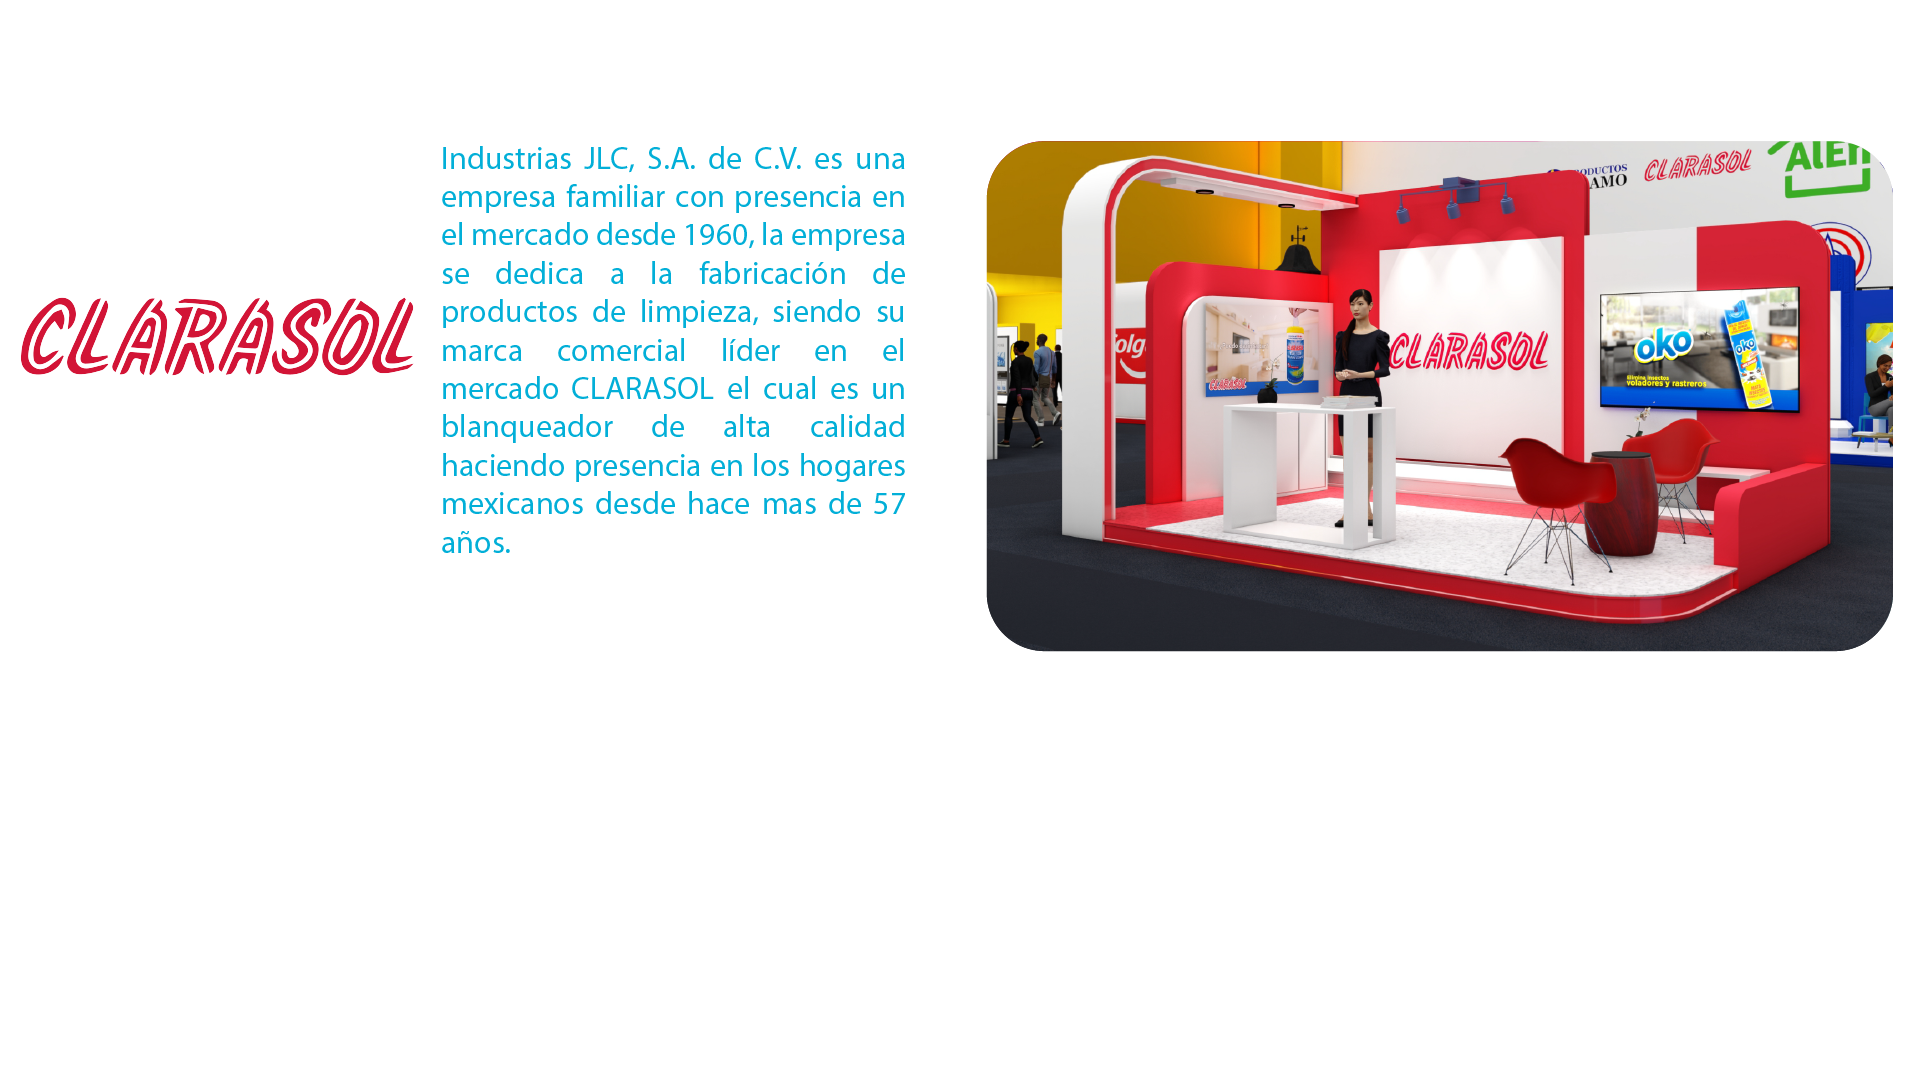 CLARASOL
Industrias JLC, S.A. de C.V. es una
empresa familiar con presencia en
el mercado desde 1960, la empresa
se dedica a la fabricación de
productos de limpieza, siendo su
marca comercial líder en el
mercado CLARASOL el cual es un
blanqueador de alta calidad
haciendo presencia en los hogares
mexicanos desde hace mas de 57
años.
CLARASOL
CLARASOL
CLARASOL
oko
oko
Elimina insectos
voladores y rastreros